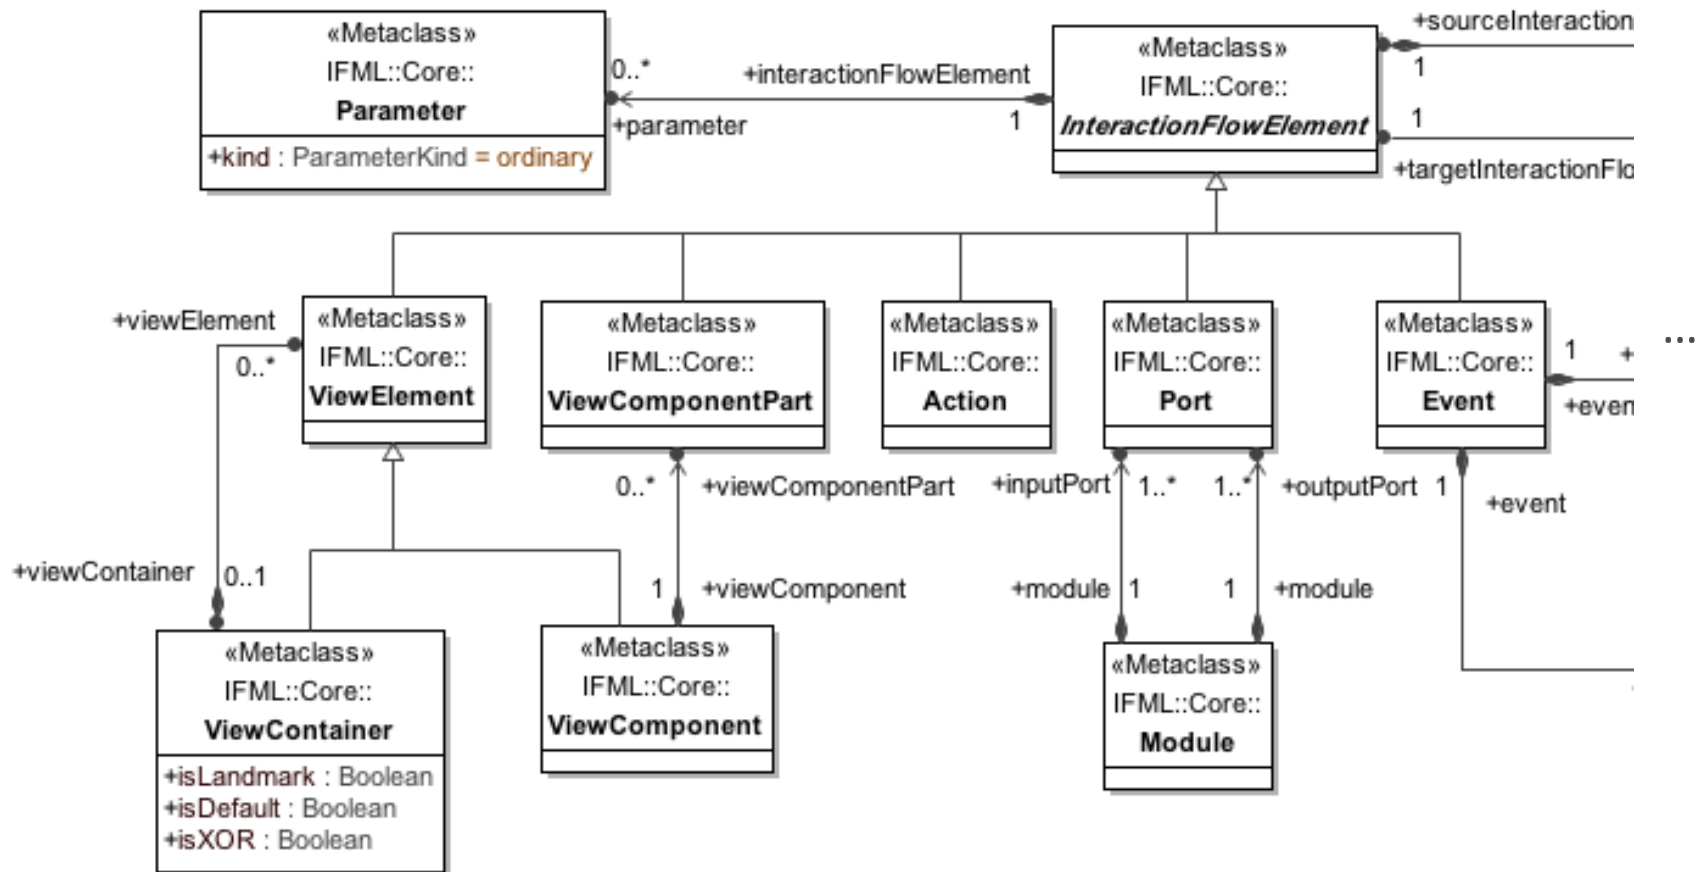 «Metaclass»
IFML::Core::
Parameter
+kind : ParameterKind = ordinary
0..*
+parameter
+interactionFlowElement
1
«Metaclass»
IFML::Core::
InteractionFlowElement
+sourceInteraction
1
1
+targetInteractionFlo
+viewElement
0..*
«Metaclass»
IFML::Core::
ViewElement
«Metaclass»
IFML::Core::
ViewComponentPart
«Metaclass»
IFML::Core::
Action
«Metaclass»
IFML::Core::
Port
«Metaclass»
IFML::Core::
Event
1
+
+even
...
0..*
+viewComponentPart
+inputPort
1..*
1..*
+outputPort
1
+event
+viewContainer
0..1
1
+viewComponent
+module
1
1
+module
«Metaclass»
IFML::Core::
ViewContainer
+isLandmark : Boolean
+isDefault : Boolean
+isXOR : Boolean
«Metaclass»
IFML::Core::
ViewComponent
«Metaclass»
IFML::Core::
Module